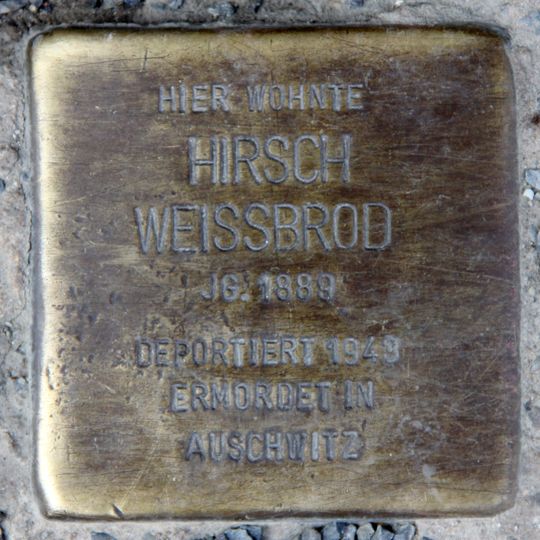 HIER WOHNTE
HIRSCH
WEISSBROD
JG. 1889
DEPORTIERT 1943
ERMORDET IN
AUSCHWITZ